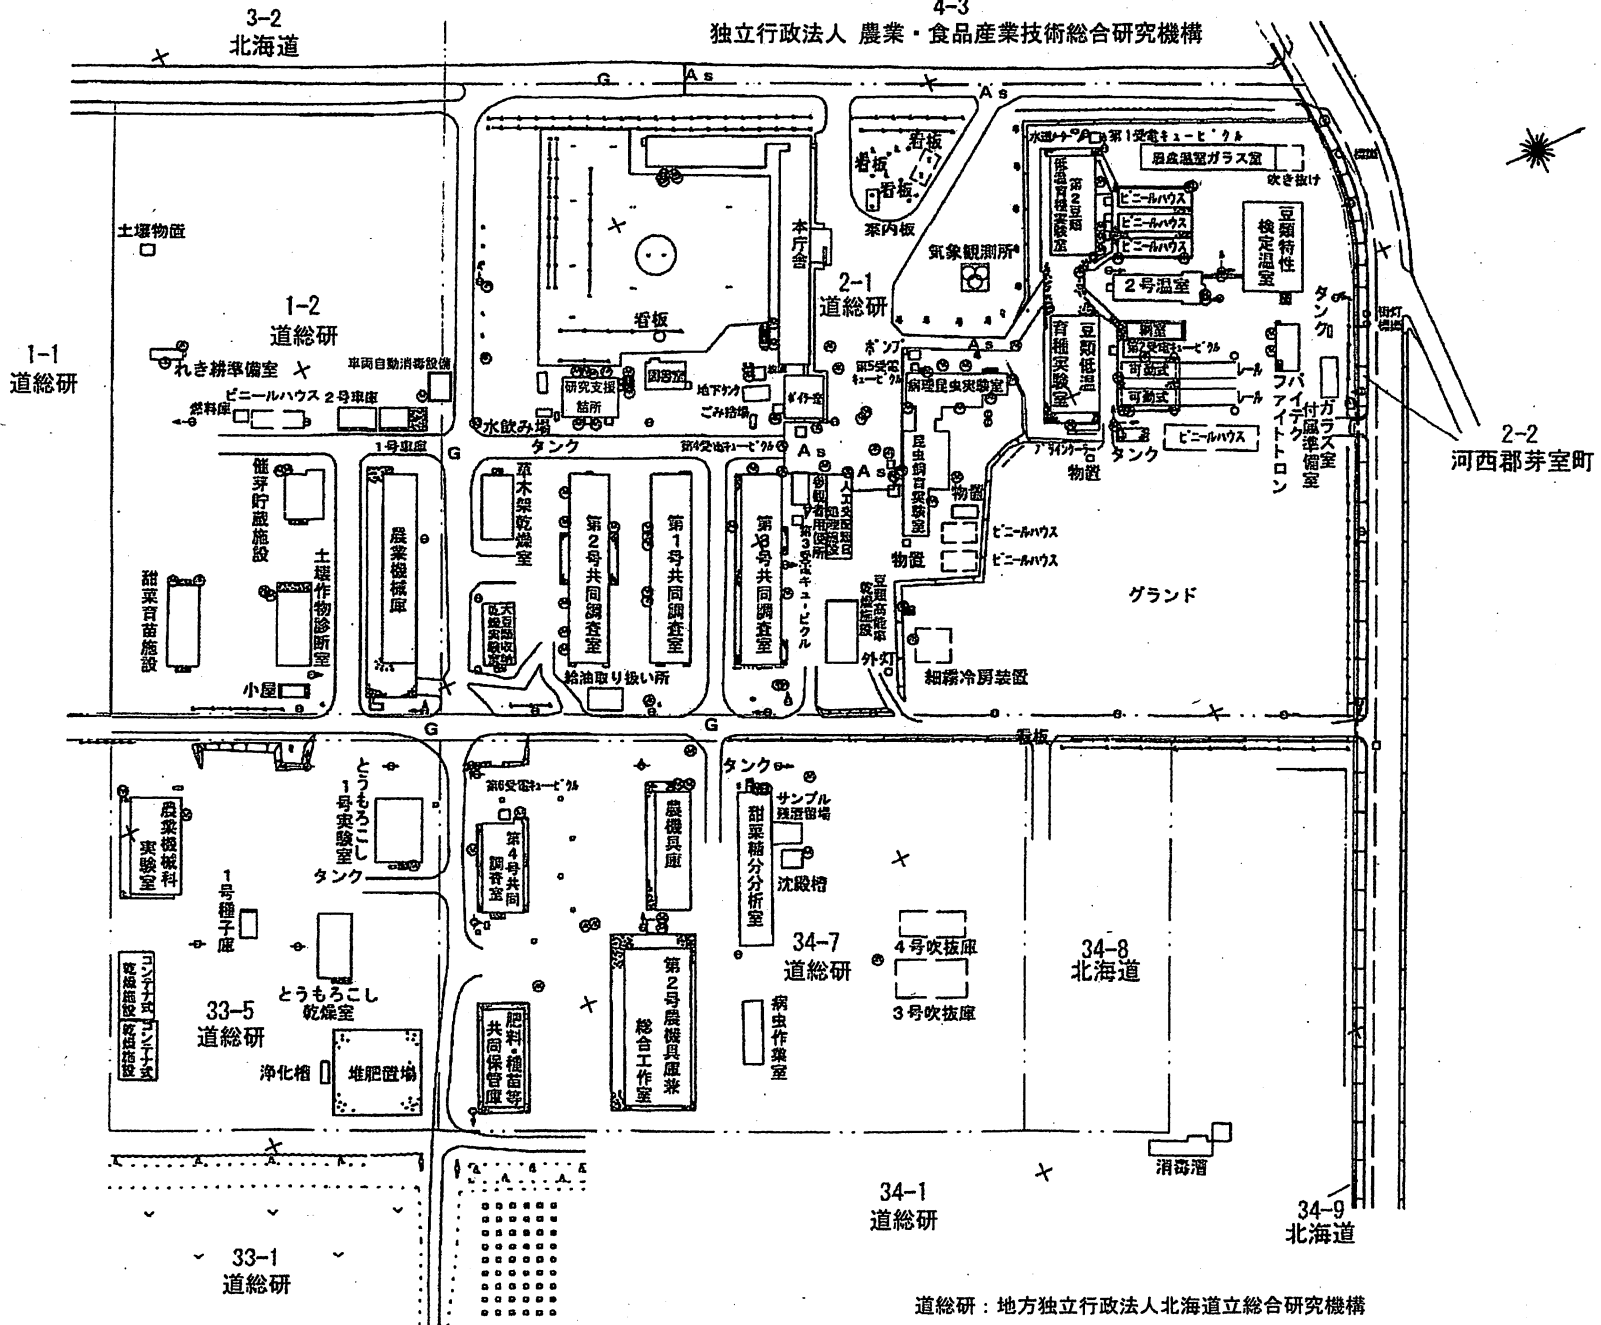 3-2
北海道
4-3
独立行政法人 農業・食品産業技術総合研究機構
G
As
As
水道メーター
第1受電キュービクル
看板
看板
看板
案内板
低温育種実験室
第2豆類
吹き抜け
ビニールハウス
ビニールハウス
ビニールハウス
豆類特性
検定温室
土壌物置
本庁舎
気象観測所
2号温室
タンク
1-2
道総研
2-1
道総研
看板
1-1
道総研
れき耕準備室
車両自動消毒設備
ビニールハウス
2号車庫
燃料庫
1号車庫
研究支援
詰所
図書室
地下タンク
ごみ詰場
ボイラー室
ポンプ
As
第5受電
キュービクル
病理昆虫実験室
豆類低温
育種実験室
網室
第2受電キュービクル
可動式
可動式
レール
レール
ビニールハウス
バイテク
ファイトトロン
ガラス室
付属準備室
2-2
河西郡芽室町
水飲み場
タンク
第4受電キュービクル
G
As
As
物置
タンク
催芽貯蔵施設
農業機械庫
草木架乾燥室
第2号共同調査室
第1号共同調査室
第3号共同調査室
参観者用便所
第3受電キュービクル
昆虫飼育実験室
物置
ビニールハウス
ビニールハウス
物置
グランド
甜菜育苗施設
土壌作物診断室
小屋
給油取り扱い所
豆類高能率
乾燥施設
外灯
細霧冷房装置
G
G
看板
とうもろこし
1号実験室
タンク
農業機械科
実験室
第6受電キュービクル
第4号共同
調査室
農機具庫
タンク
サンプル
残渣留場
甜菜糖分分析室
沈殿槽
1号種子庫
とうもろこし
乾燥室
コンテナ式
乾燥施設
コンテナ式
乾燥施設
33-5
道総研
浄化槽
堆肥置場
肥料・種苗等
共同保管庫
第2号農機具庫兼
総合工作室
34-7
道総研
病虫作業室
4号吹抜庫
3号吹抜庫
34-8
北海道
消毒溜
34-1
道総研
34-9
北海道
33-1
道総研
道総研：地方独立行政法人北海道立総合研究機構